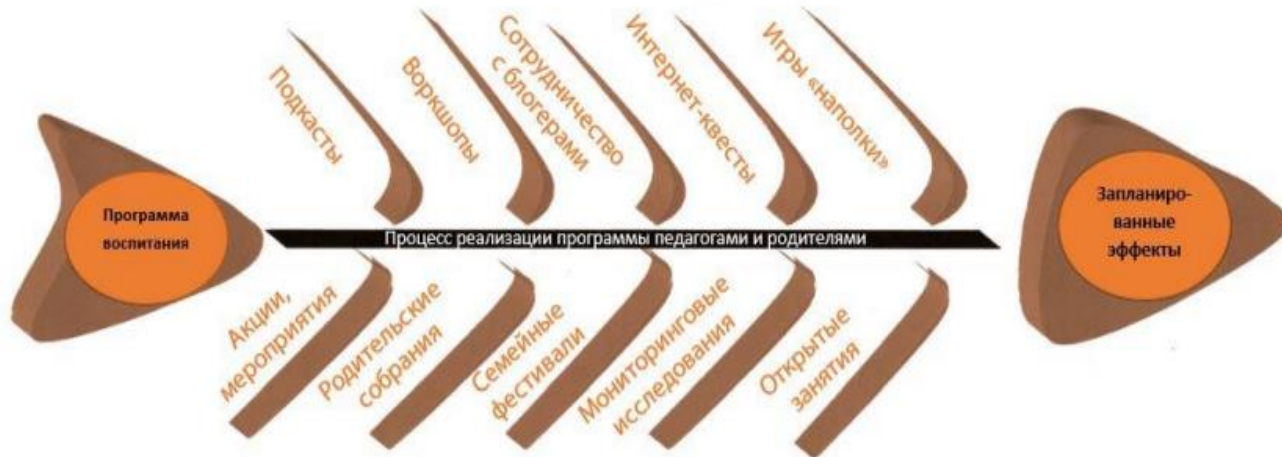 Подкасты
Воркшопы
Сотрудничество
с блогерами
Интернет-квесты
Игры «наполки»
Программа
воспитания
Процесс реализации программы педагогами и родителями
Запланиро-
ванные
эффекты
Акции,
мероприятия
Родительские
собрания
Семейные
фестивали
Мониторинговые
исследования
Открытые
занятия